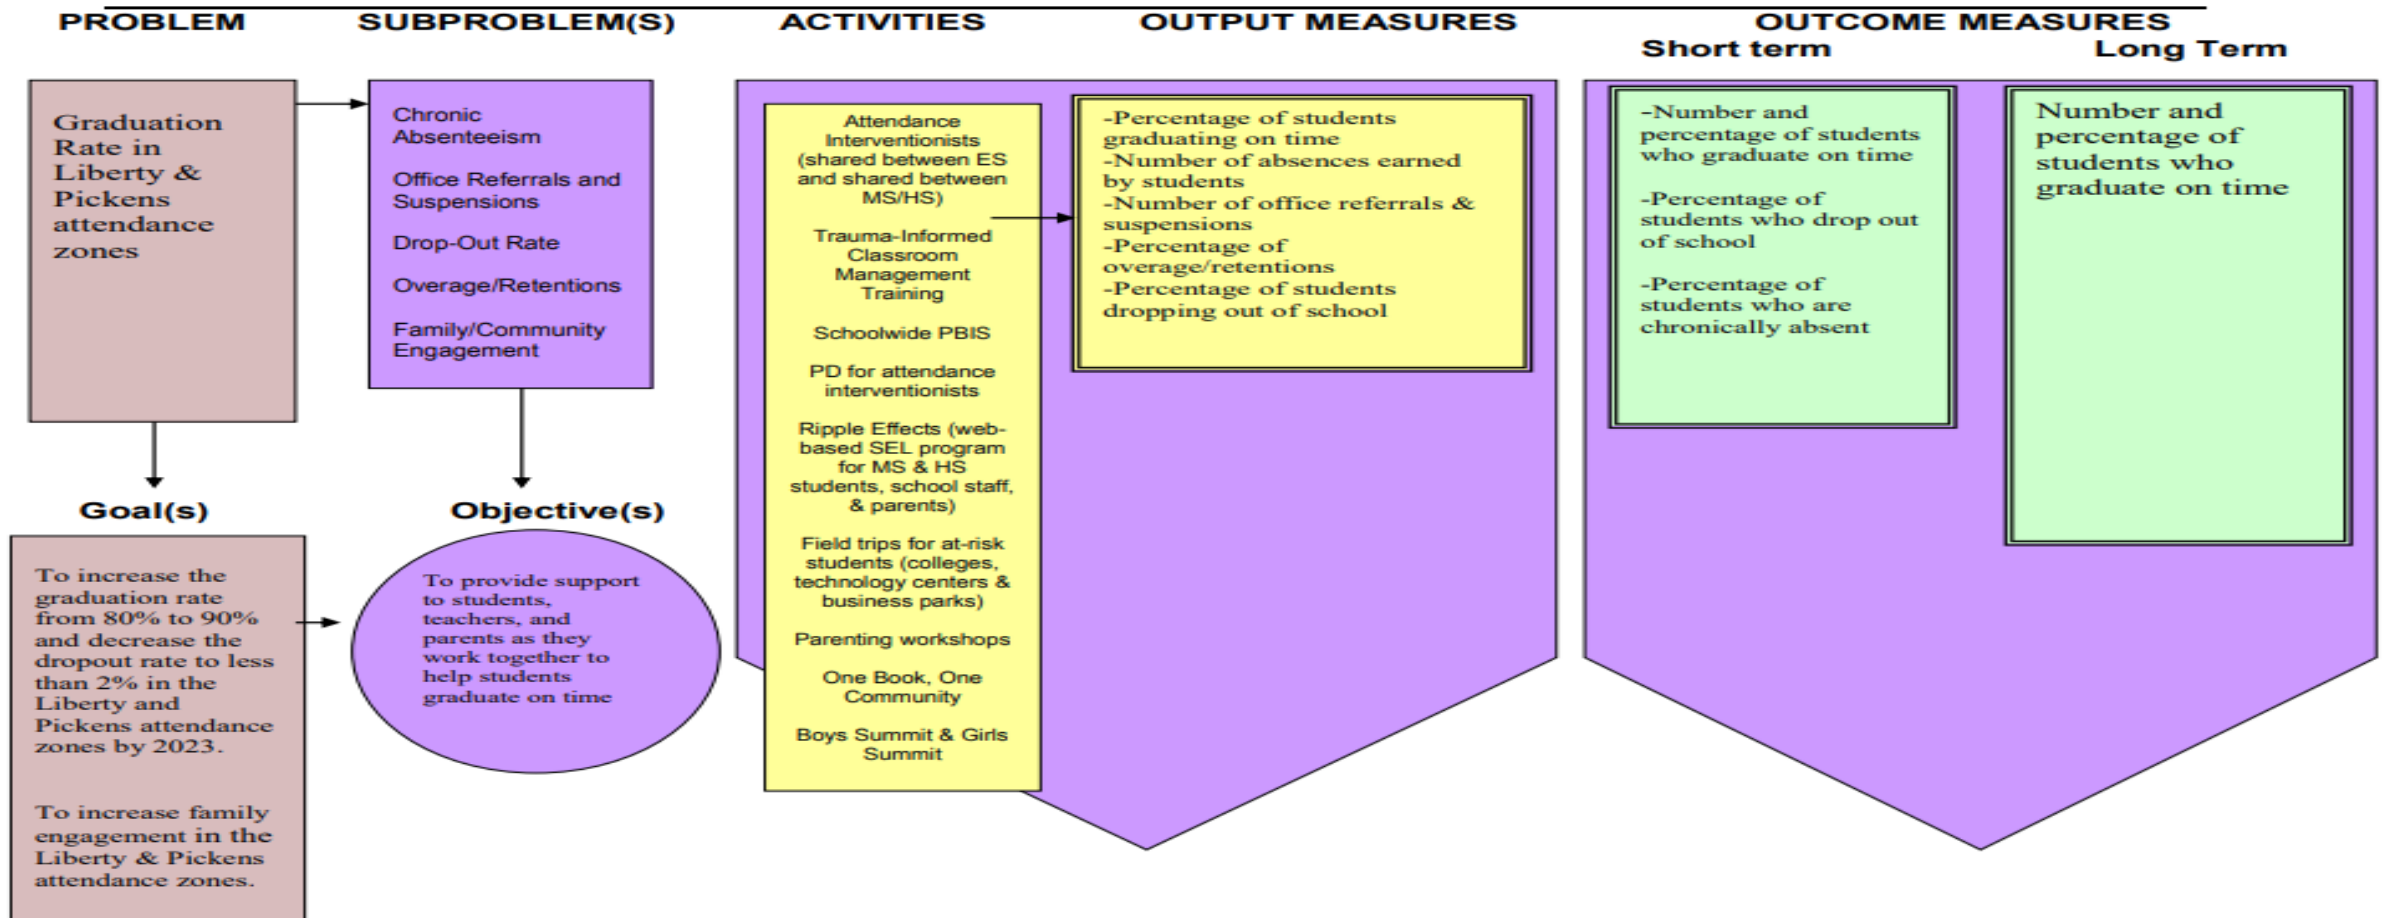 PROBLEM
SUBPROBLEM(S)
ACTIVITIES
OUTPUT MEASURES
OUTCOME MEASURES
Short term
Long Term
Graduation
Rate in
Liberty &
Pickens
attendance
zones
Chronic
Absenteeism
Office Referrals and
Suspensions
Drop-Out Rate
Overage/Retentions
Family/Community
Engagement
Goal(s)
To increase the
graduation rate
from 80% to 90%
and decrease the
dropout rate to less
than 2% in the
Liberty and
Pickens attendance
zones by 2023.
To increase family
engagement in the
Liberty & Pickens
attendance zones.
Objective(s)
To provide support
to students,
teachers, and
parents as they
work together to
help students
graduate on time
Attendance
Interventionists
(shared between ES
and shared between
MS/HS)
Trauma-Informed
Classroom
Management
Training
Schoolwide PBIS
PD for attendance
interventionists
Ripple Effects (web-
based SEL program
for MS & HS
students, school staff,
& parents)
Field trips for at-risk
students (colleges,
technology centers &
business parks)
Parenting workshops
One Book, One
Community
Boys Summit & Girls
Summit
-Percentage of students
graduating on time
-Number of absences earned
by students
-Number of office referrals &
suspensions
-Percentage of
overage/retentions
-Percentage of students
dropping out of school
-Number and
percentage of students
who graduate on time
-Percentage of
students who drop out
of school
-Percentage of
students who are
chronically absent
Number and
percentage of
students who
graduate on time